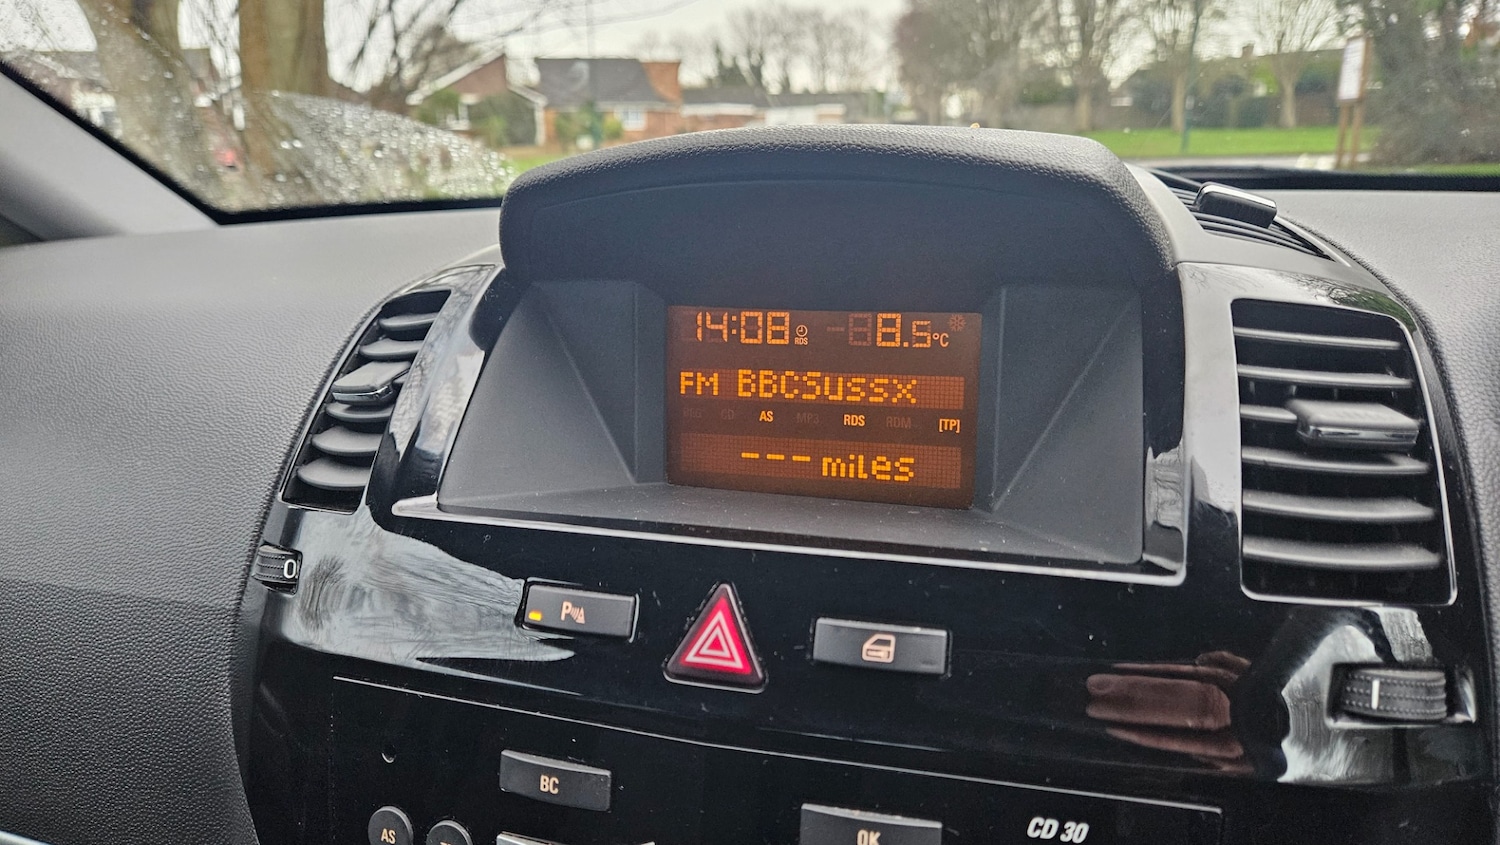 14:08 RDS 8.5°C
FM BBCSussx
REG CD AS MP3 RDS RDM [TP]
--- miles
O
P
I
BC
AS
OK
CD 30